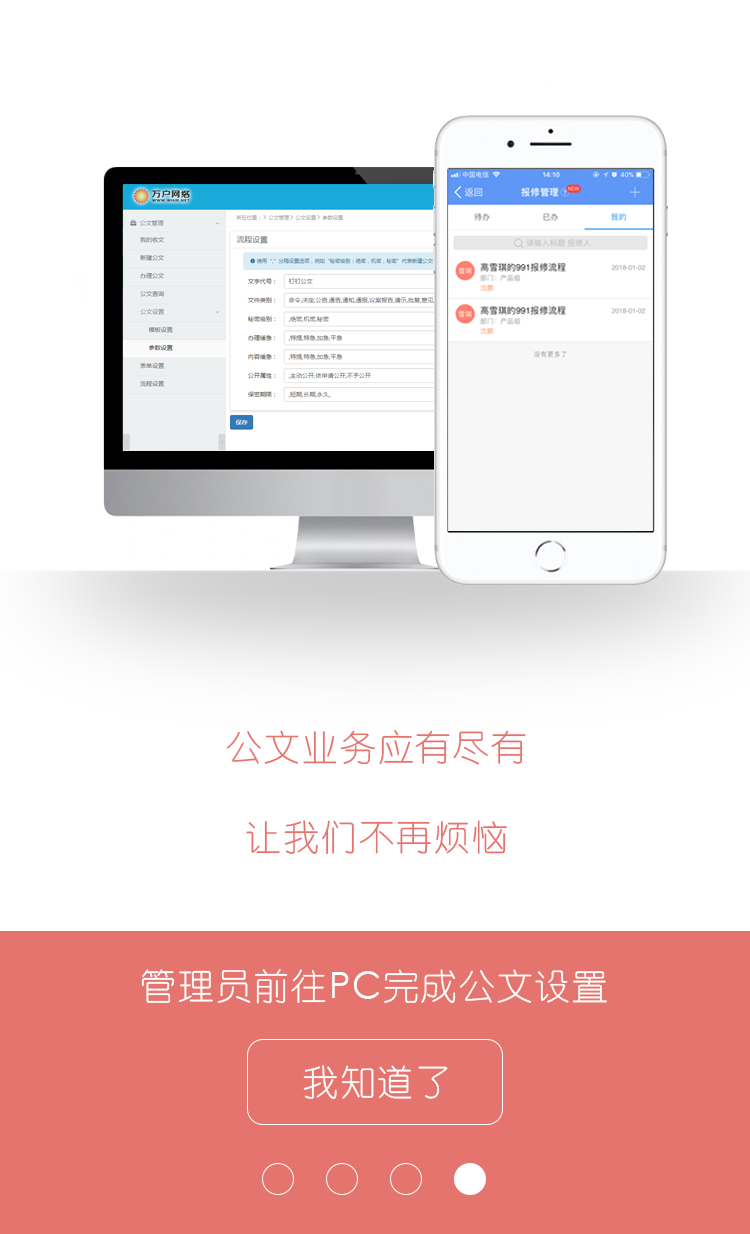 中国电信
14:10
40%
返回
报修管理
NEW
待办
已办
我的
请输入标题 报修人
雪琪
高雪琪的991报修流程
2018-01-02
部门：产品组
沈鹏
雪琪
高雪琪的991报修流程
2018-01-02
部门：产品组
沈鹏
没有更多了
万户网络
WWW.WHIR.NET
公文管理
我的收文
新建公文
办理公文
公文查阅
公文设置
模板设置
参数设置
表单设置
流程设置
所在位置： > 公文管理 > 公文设置 > 参数设置
流程设置
使用 "," 分隔设置选项，例如 "秘密级别：绝密，机密，秘密" 代表新建公文
文字代号： 钉钉公文
文件类别： 命令,决定,公告,通告,通知,通报,议案报告,请示,批复,意见,
秘密级别： ,绝密,机密,秘密
办理缓急： ,特提,特急,加急,平急
内容缓急： ,特提,特急,加急,平急
公开属性： ,主动公开,依申请公开,不予公开
保密期限： ,短期,长期,永久,
保存
公文业务应有尽有
让我们不再烦恼
管理员前往PC完成公文设置
我知道了